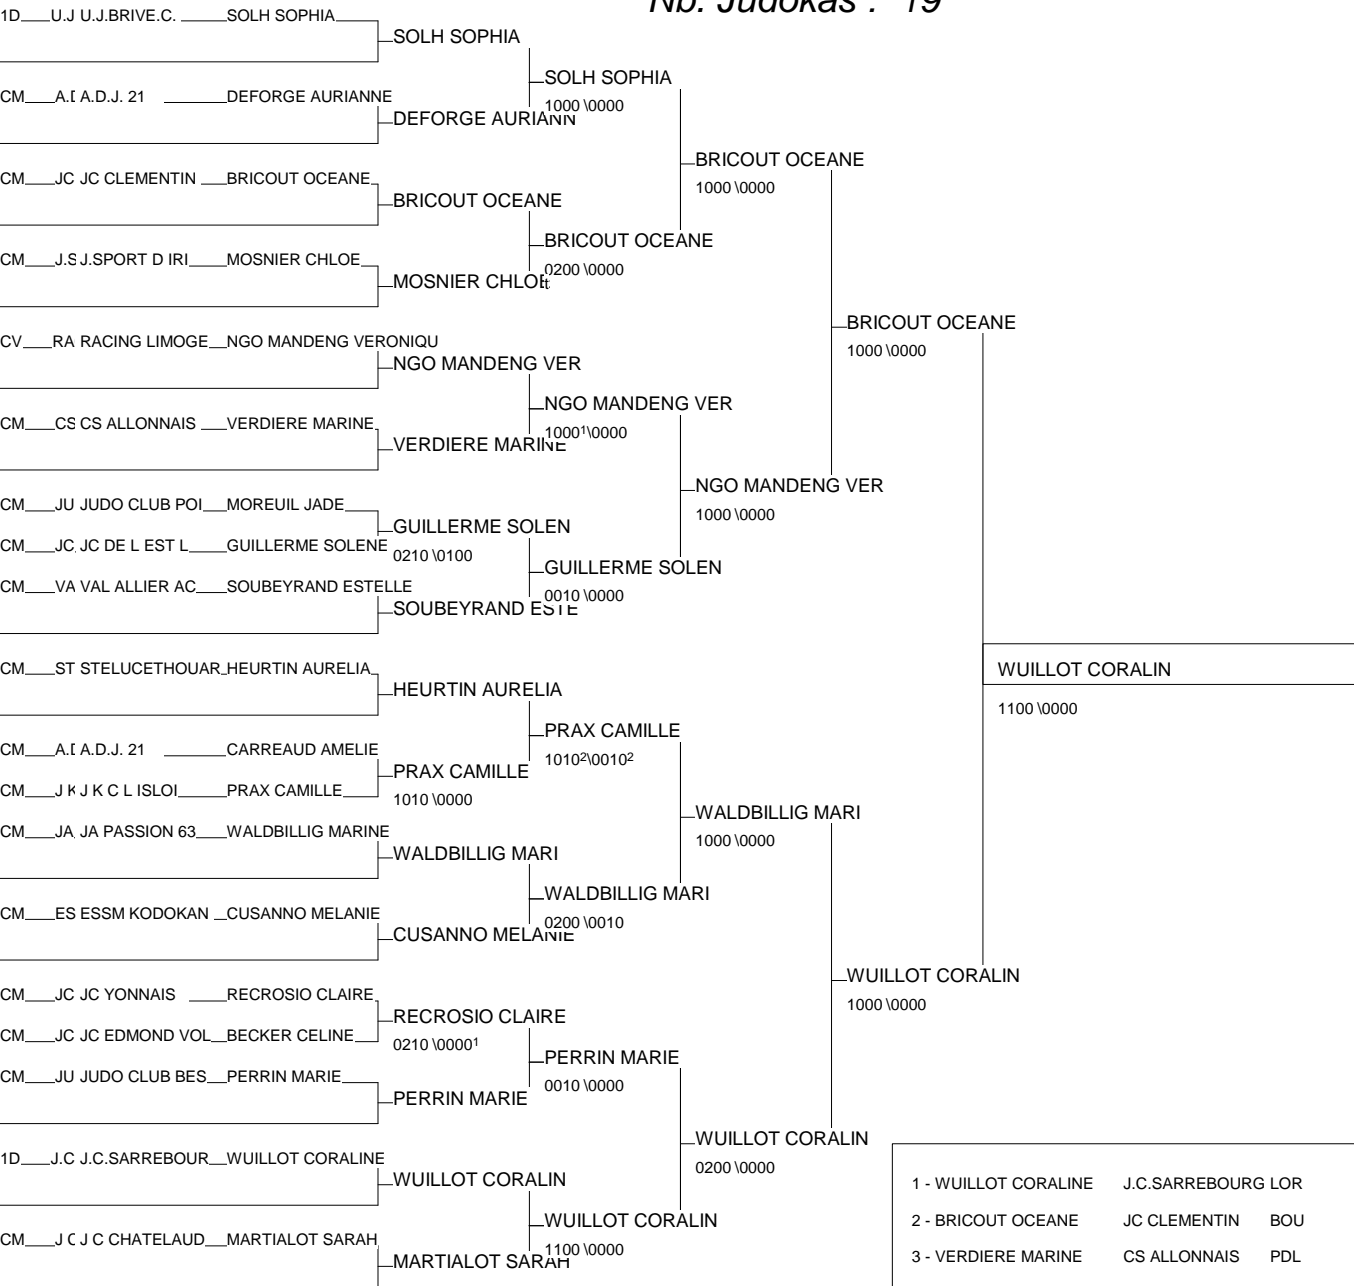 Nb. Judokas : 19
1D U.J U.J.BRIVE.C. SOLH SOPHIA
SOLH SOPHIA
SOLH SOPHIA
1000 \0000
CM A.D A.D.J. 21 DEFORGE AURIANNE
DEFORGE AURIANN
BRICOUT OCEANE
1000 \0000
CM JC JC CLEMENTIN BRICOUT OCEANE
BRICOUT OCEANE
BRICOUT OCEANE
0200 \0000
CM J.S J.SPORT D IRI MOSNIER CHLOE
MOSNIER CHLOE
BRICOUT OCEANE
1000 \0000
CV RA RACING LIMOGE NGO MANDENG VERONIQU
NGO MANDENG VER
NGO MANDENG VER
1000¹\0000
CM CS CS ALLONNAIS VERDIERE MARINE
VERDIERE MARINE
NGO MANDENG VER
1000 \0000
CM JU JUDO CLUB POI MOREUIL JADE
GUILLERME SOLEN
0210 \0100
CM JC JC DE L EST L GUILLERME SOLENE
GUILLERME SOLEN
0010 \0000
CM VA VAL ALLIER AC SOUBEYRAND ESTELLE
SOUBEYRAND ESTE
WUILLOT CORALIN
1100 \0000
CM ST STELUCETHOUAR HEURTIN AURELIA
HEURTIN AURELIA
PRAX CAMILLE
1010²\0010²
CM A.D A.D.J. 21 CARREAUD AMELIE
PRAX CAMILLE
1010 \0000
CM J K J K C L ISLOI PRAX CAMILLE
WALDBILLIG MARI
1000 \0000
CM JA JA PASSION 63 WALDBILLIG MARINE
WALDBILLIG MARI
WALDBILLIG MARI
0200 \0010
CM ES ESSM KODOKAN CUSANNO MELANIE
CUSANNO MELANIE
WUILLOT CORALIN
1000 \0000
CM JC JC YONNAIS RECROSIO CLAIRE
RECROSIO CLAIRE
0210 \0000¹
CM JC JC EDMOND VOL BECKER CELINE
PERRIN MARIE
0010 \0000
CM JU JUDO CLUB BES PERRIN MARIE
PERRIN MARIE
WUILLOT CORALIN
0200 \0000
1D J.C J.C.SARREBOUR WUILLOT CORALINE
WUILLOT CORALIN
WUILLOT CORALIN
1100 \0000
CM J C J C CHATELAUD MARTIALOT SARAH
MARTIALOT SARAH
1 - WUILLOT CORALINE J.C.SARREBOURG LOR
2 - BRICOUT OCEANE JC CLEMENTIN BOU
3 - VERDIERE MARINE CS ALLONNAIS PDL